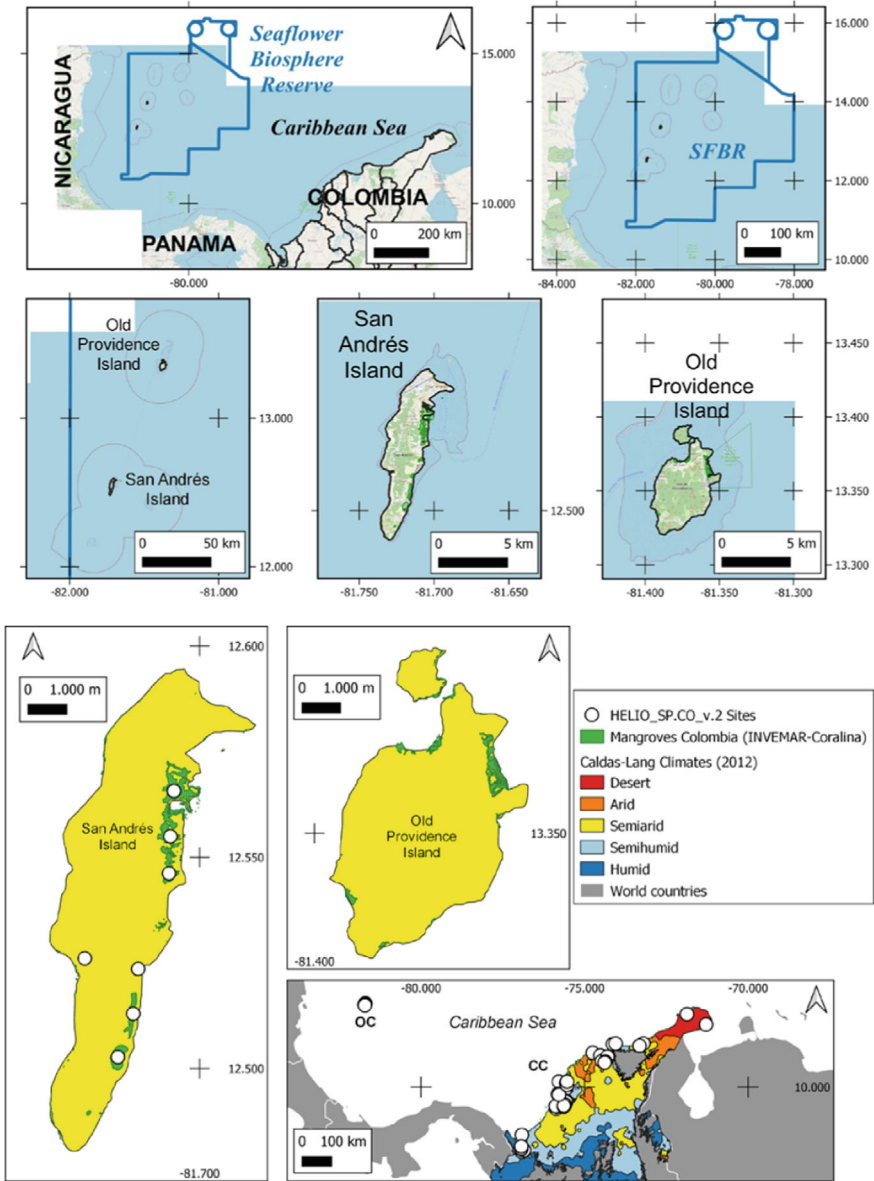 Seaflower
Biosphere
Reserve
15.000
NICARAGUA
Caribbean Sea
COLOMBIA
PANAMA
10.000
0 200 km
-80.000
16.000
14.000
SFBR
12.000
0 100 km
10.000
-84.000 -82.000 -80.000 -78.000
Old
Providence
Island
13.000
San Andrés
Island
0 50 km
12.000
-82.000 -81.000
San
Andrés
Island
12.500
0 5 km
-81.750 -81.700 -81.650
13.450
Old
Providence
Island
13.400
13.350
0 5 km
13.300
-81.400 -81.350 -81.300
12.600
0 1.000 m
San Andrés
Island
12.550
12.500
-81.700
0 1.000 m
Old
Providence
Island
13.350
-81.400
HELIO_SP.CO_v.2 Sites
Mangroves Colombia (INVEMAR-Coralina)
Caldas-Lang Climates (2012)
Desert
Arid
Semiarid
Semihumid
Humid
World countries
-80.000 -75.000 -70.000
OC
Caribbean Sea
CC
10.000
0 100 km